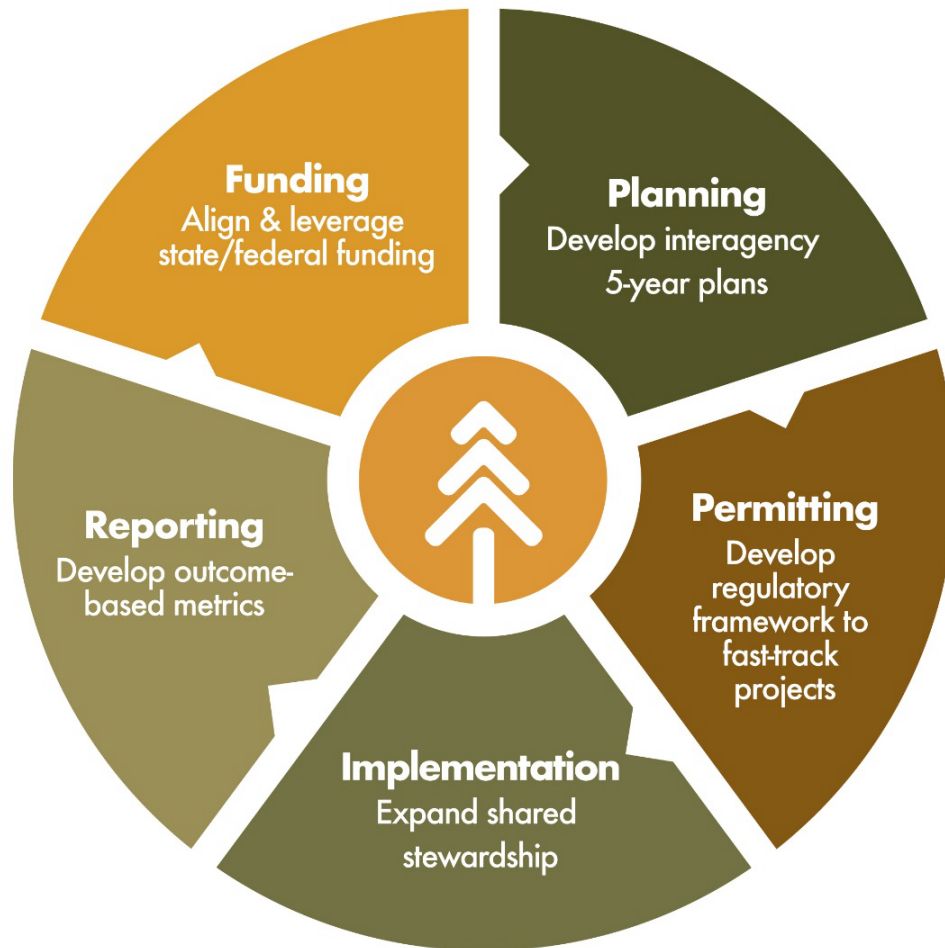 Funding
Align & leverage
state/federal funding
Planning
Develop interagency
5-year plans
Permitting
Develop
regulatory
framework to
fast-track
projects
Implementation
Expand shared
stewardship
Reporting
Develop outcome-
based metrics